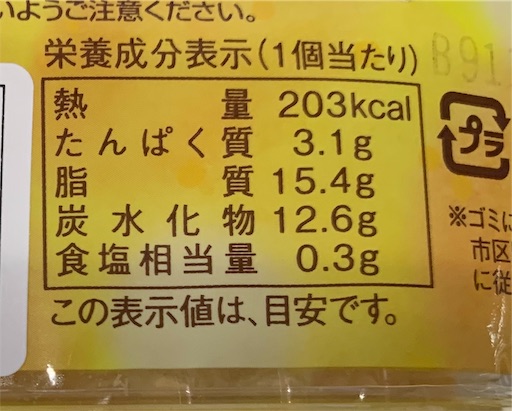 いようご注意ください。
栄養成分表示(1個当たり)
熱量 203kcal
たんぱく質 3.1g
脂質 15.4g
炭水化物 12.6g
食塩相当量 0.3g
この表示値は、目安です。
B91
プラ
※ゴミに
市区
に従